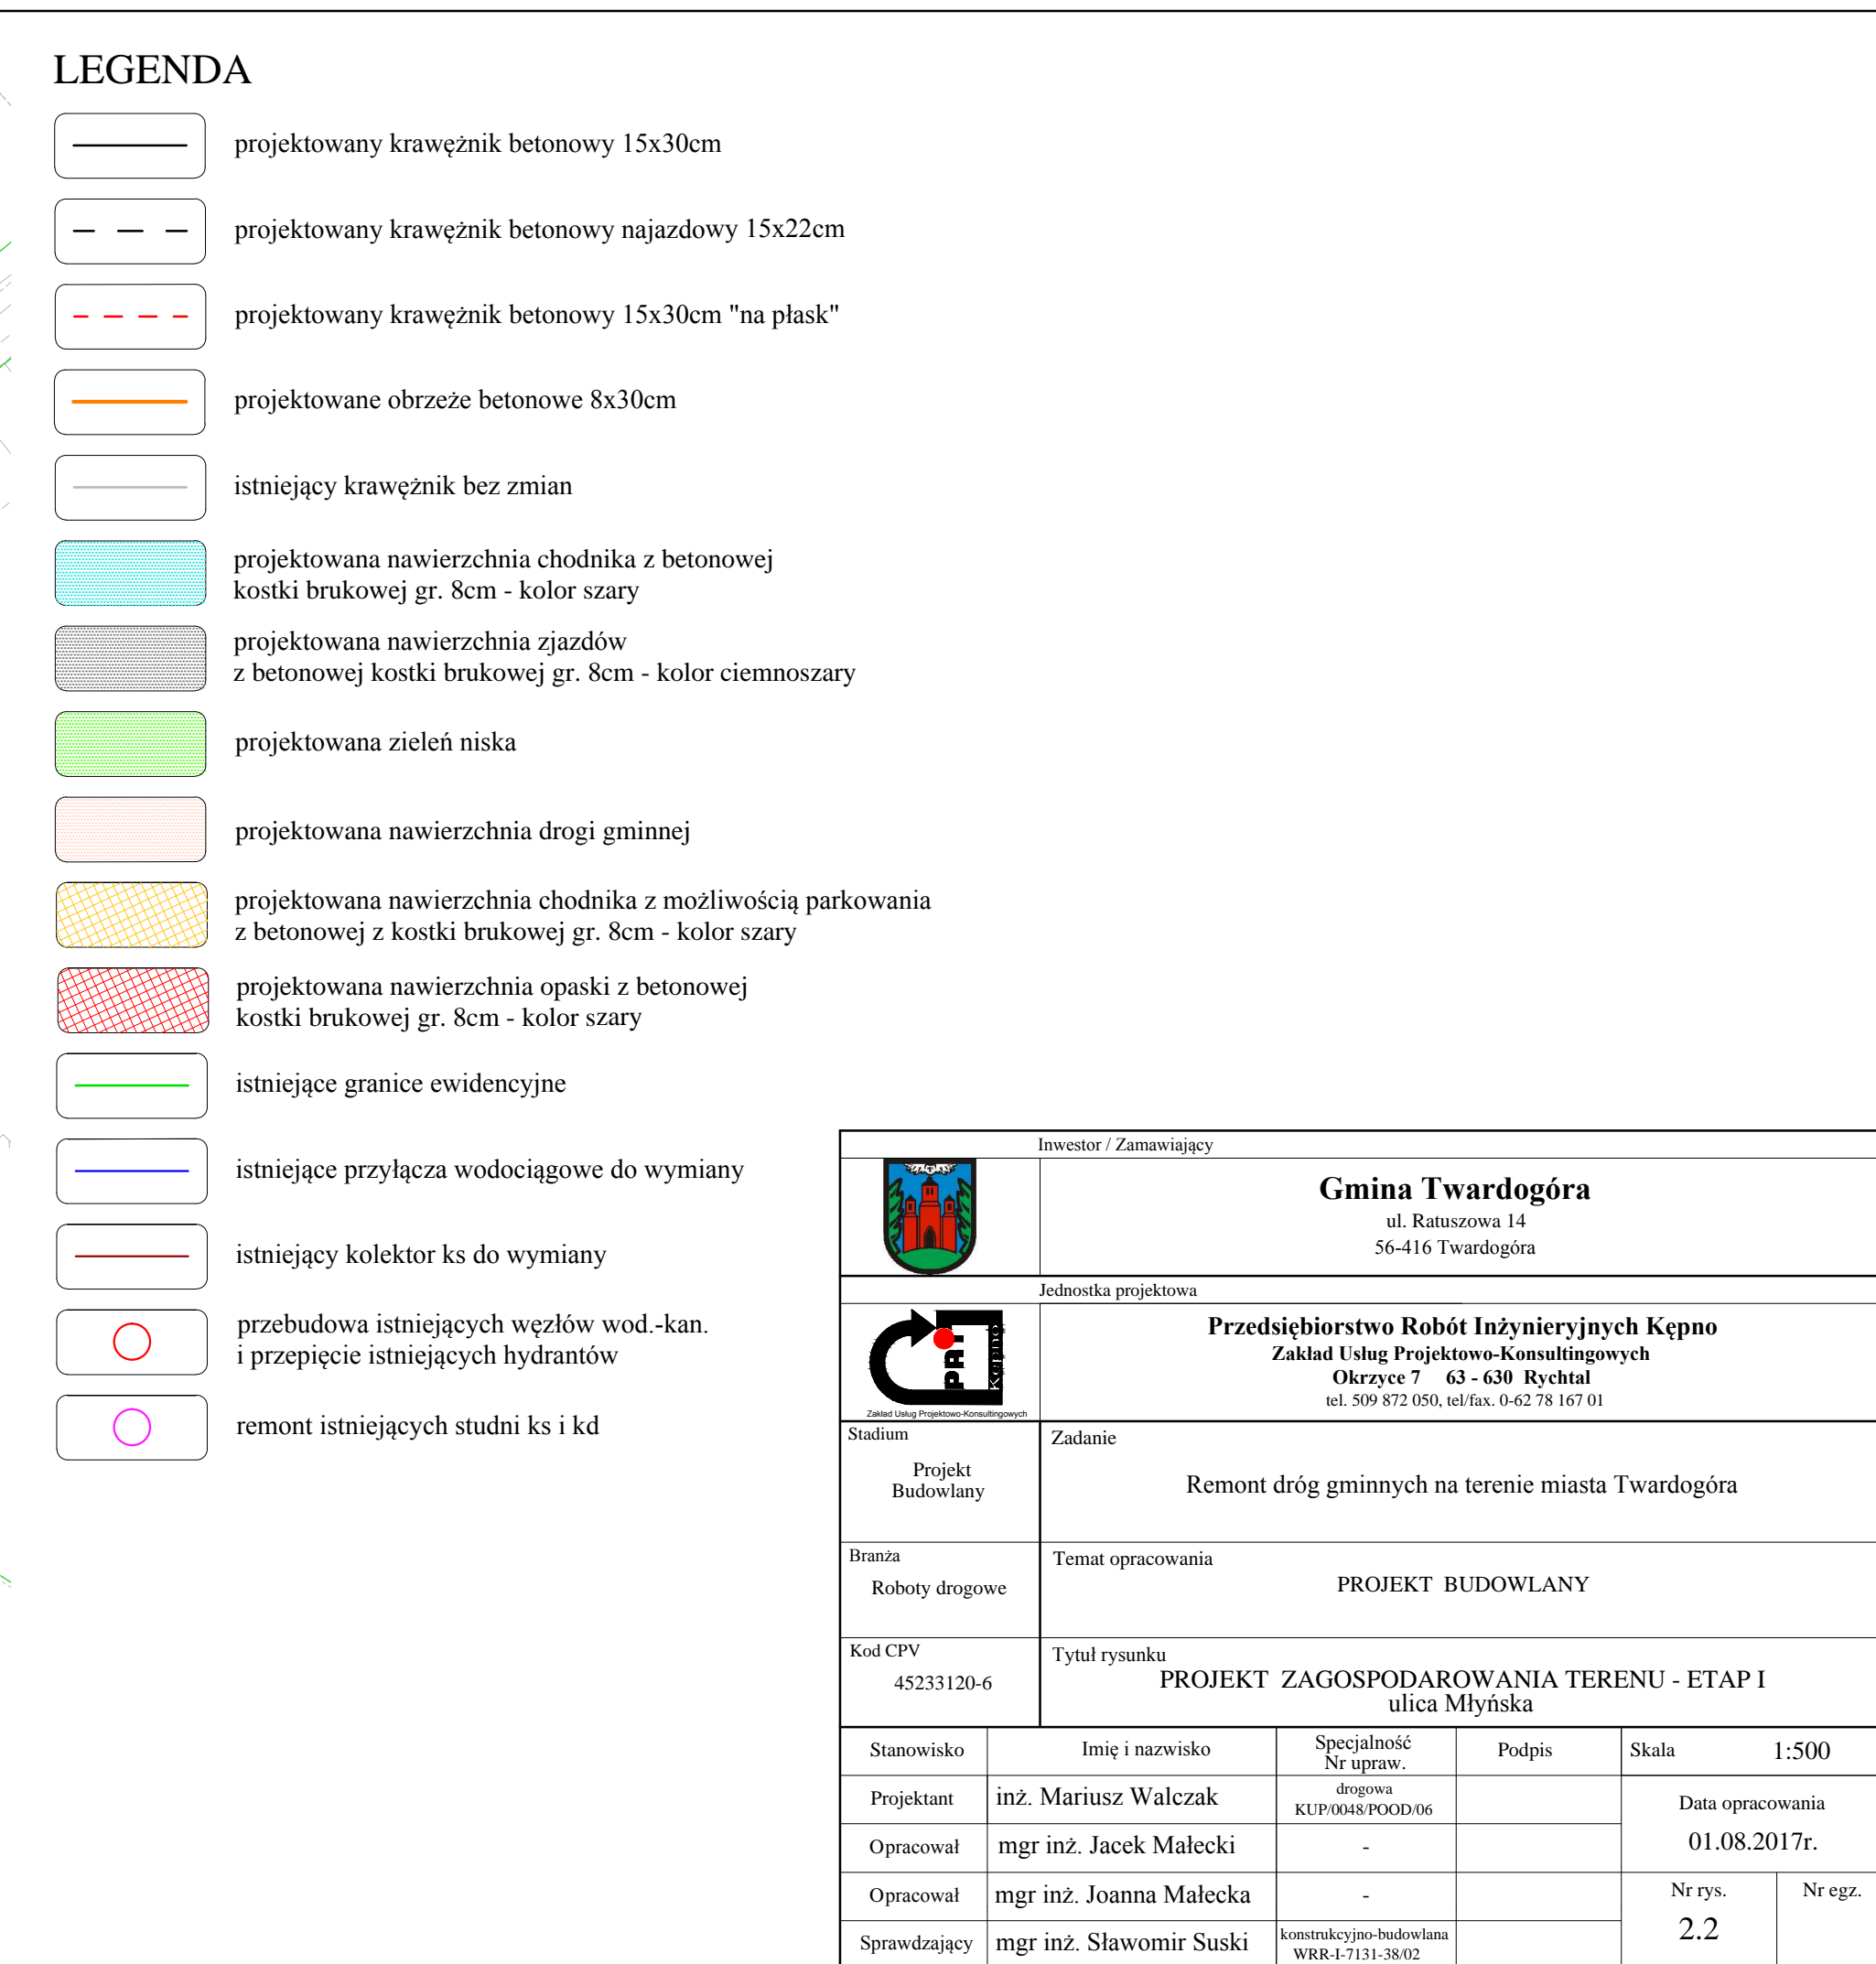 LEGENDA
projektowany krawężnik betonowy 15x30cm
projektowany krawężnik betonowy najazdowy 15x22cm
projektowany krawężnik betonowy 15x30cm "na płask"
projektowane obrzeże betonowe 8x30cm
istniejący krawężnik bez zmian
projektowana nawierzchnia chodnika z betonowej
kostki brukowej gr. 8cm - kolor szary
projektowana nawierzchnia zjazdów
z betonowej kostki brukowej gr. 8cm - kolor ciemnoszary
projektowana zieleń niska
projektowana nawierzchnia drogi gminnej
projektowana nawierzchnia chodnika z możliwością parkowania
z betonowej z kostki brukowej gr. 8cm - kolor szary
projektowana nawierzchnia opaski z betonowej
kostki brukowej gr. 8cm - kolor szary
istniejące granice ewidencyjne
istniejące przyłącza wodociągowe do wymiany
istniejący kolektor ks do wymiany
przebudowa istniejących węzłów wod.-kan.
i przepięcie istniejących hydrantów
remont istniejących studni ks i kd
Inwestor / Zamawiający
Gmina Twardogóra
ul. Ratuszowa 14
56-416 Twardogóra
Jednostka projektowa
PRI Kępno
Zakład Usług Projektowo-Konsultingowych
Przedsiębiorstwo Robót Inżynieryjnych Kępno
Zakład Usług Projektowo-Konsultingowych
Okrzyce 7 63 - 630 Rychtal
tel. 509 872 050, tel/fax. 0-62 78 167 01
Stadium
Projekt
Budowlany
Zadanie
Remont dróg gminnych na terenie miasta Twardogóra
Branża
Roboty drogowe
Temat opracowania
PROJEKT BUDOWLANY
Kod CPV
45233120-6
Tytuł rysunku
PROJEKT ZAGOSPODAROWANIA TERENU - ETAP I
ulica Młyńska
Stanowisko
Imię i nazwisko
Specjalność
Nr upraw.
Podpis
Skala 1:500
Projektant
inż. Mariusz Walczak
drogowa
KUP/0048/POOD/06
Data opracowania
01.08.2017r.
Opracował
mgr inż. Jacek Małecki
-
Opracował
mgr inż. Joanna Małecka
-
Nr rys.
2.2
Nr egz.
Sprawdzający
mgr inż. Sławomir Suski
konstrukcyjno-budowlana
WRR-I-7131-38/02